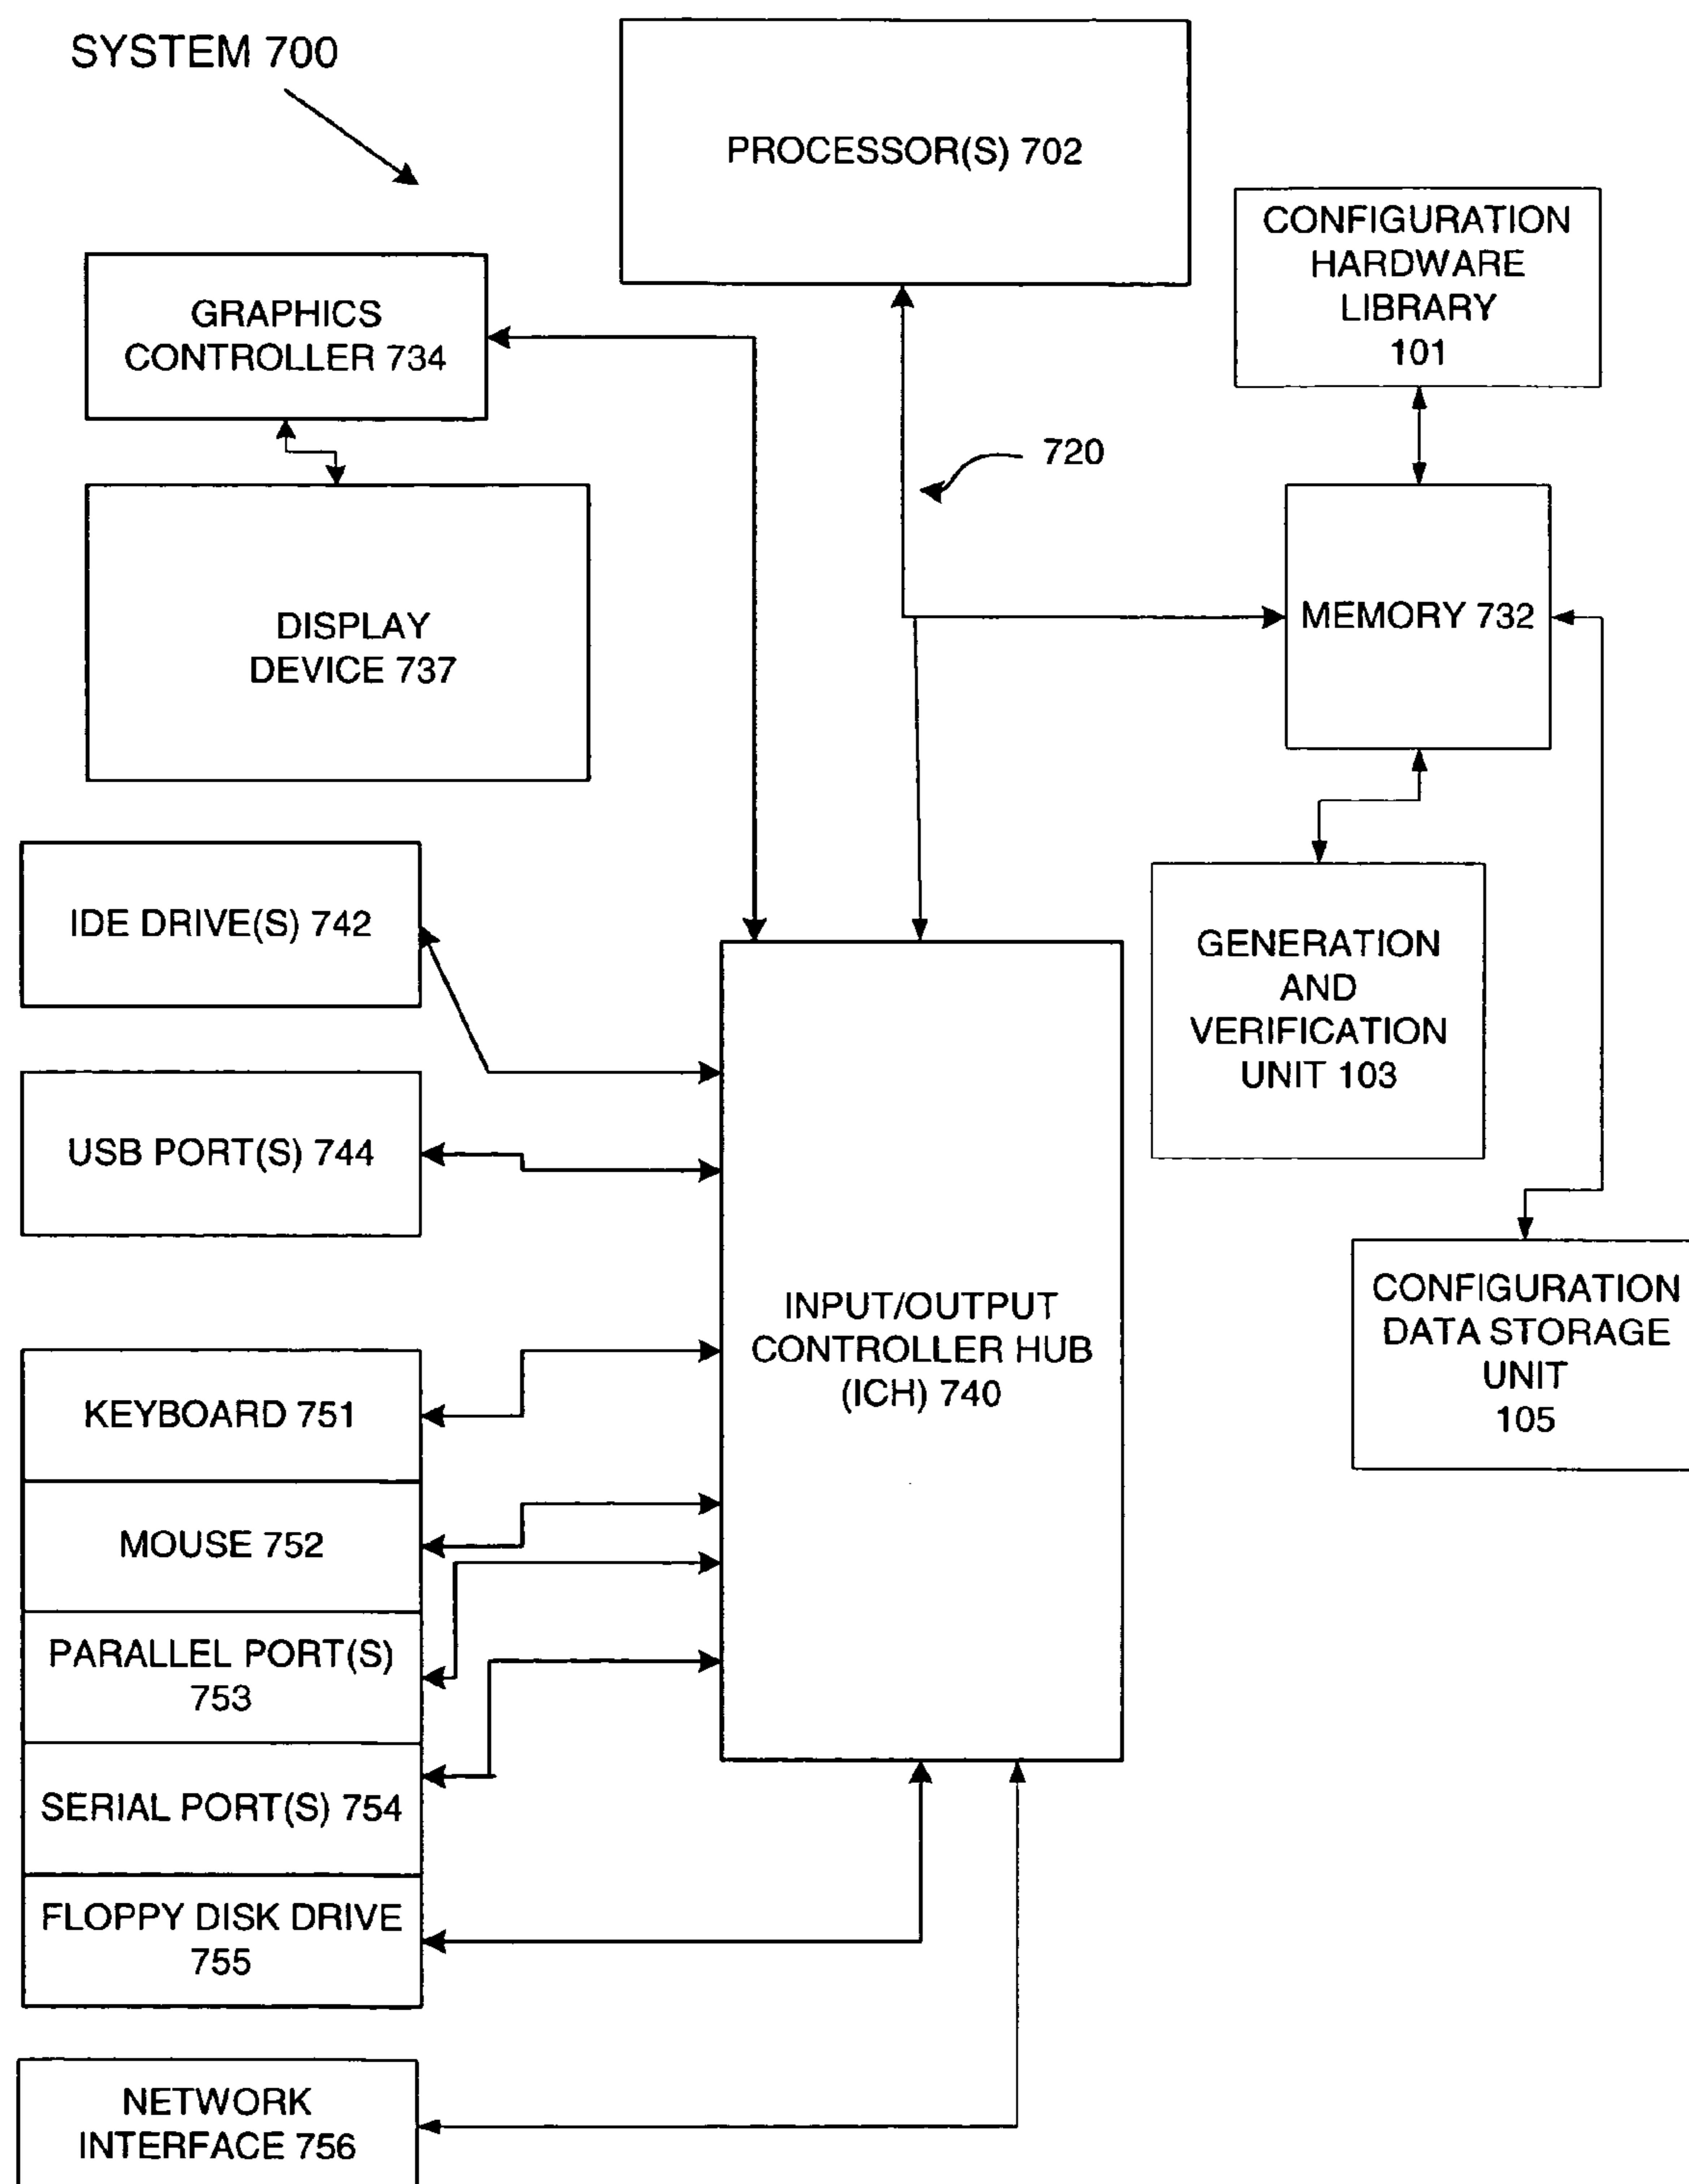 SYSTEM 700
PROCESSOR(S) 702
CONFIGURATION
HARDWARE
LIBRARY
101
GRAPHICS
CONTROLLER 734
720
DISPLAY
DEVICE 737
MEMORY 732
IDE DRIVE(S) 742
GENERATION
AND
VERIFICATION
UNIT 103
USB PORT(S) 744
INPUT/OUTPUT
CONTROLLER HUB
(ICH) 740
CONFIGURATION
DATA STORAGE
UNIT
105
KEYBOARD 751
MOUSE 752
PARALLEL PORT(S)
753
SERIAL PORT(S) 754
FLOPPY DISK DRIVE
755
NETWORK
INTERFACE 756